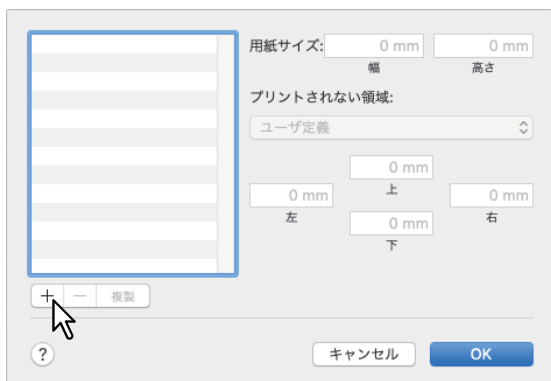 用紙サイズ: 0 mm 0 mm
幅 高さ
プリントされない領域:
ユーザ定義
0 mm
上
0 mm 0 mm
左 右
0 mm
下
+ − 複製
? キャンセル OK